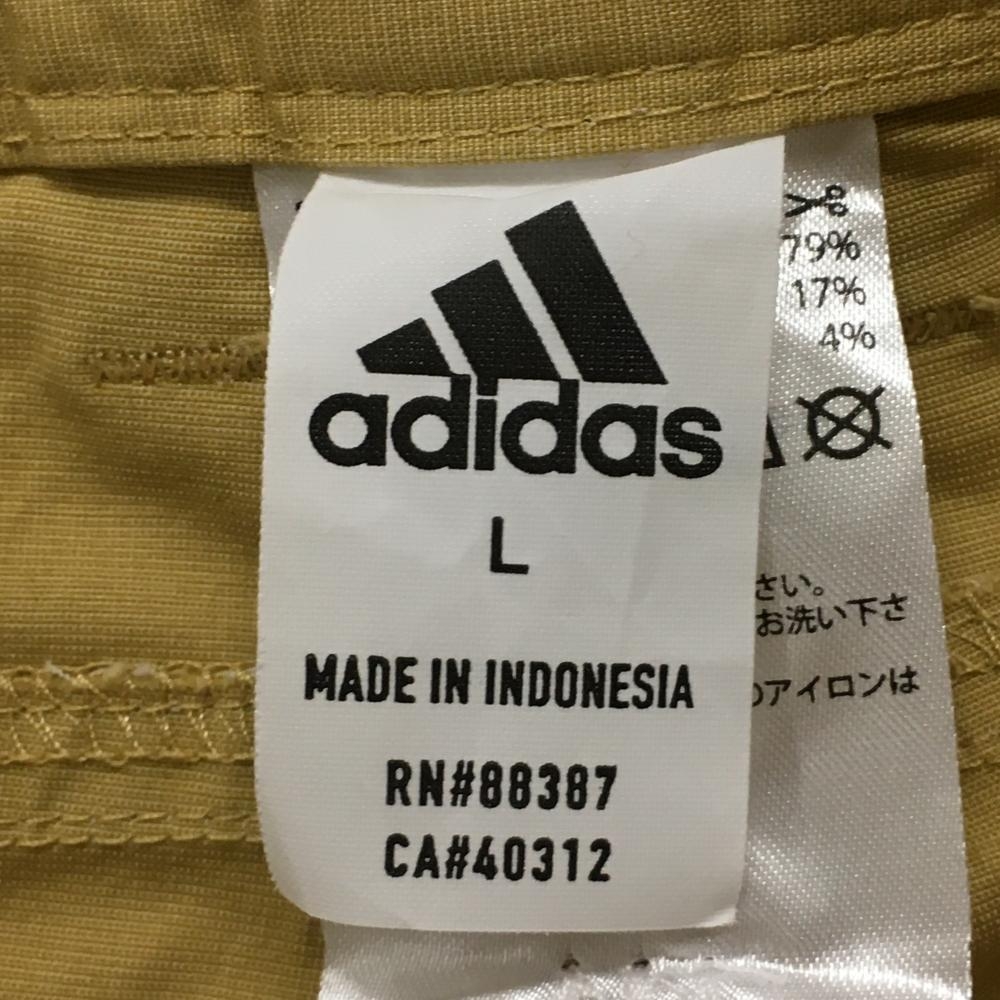 adidas
L
MADE IN INDONESIA
RN#88387
CA#40312
79%
17%
4%
さい。
お洗い下さ
のアイロンは